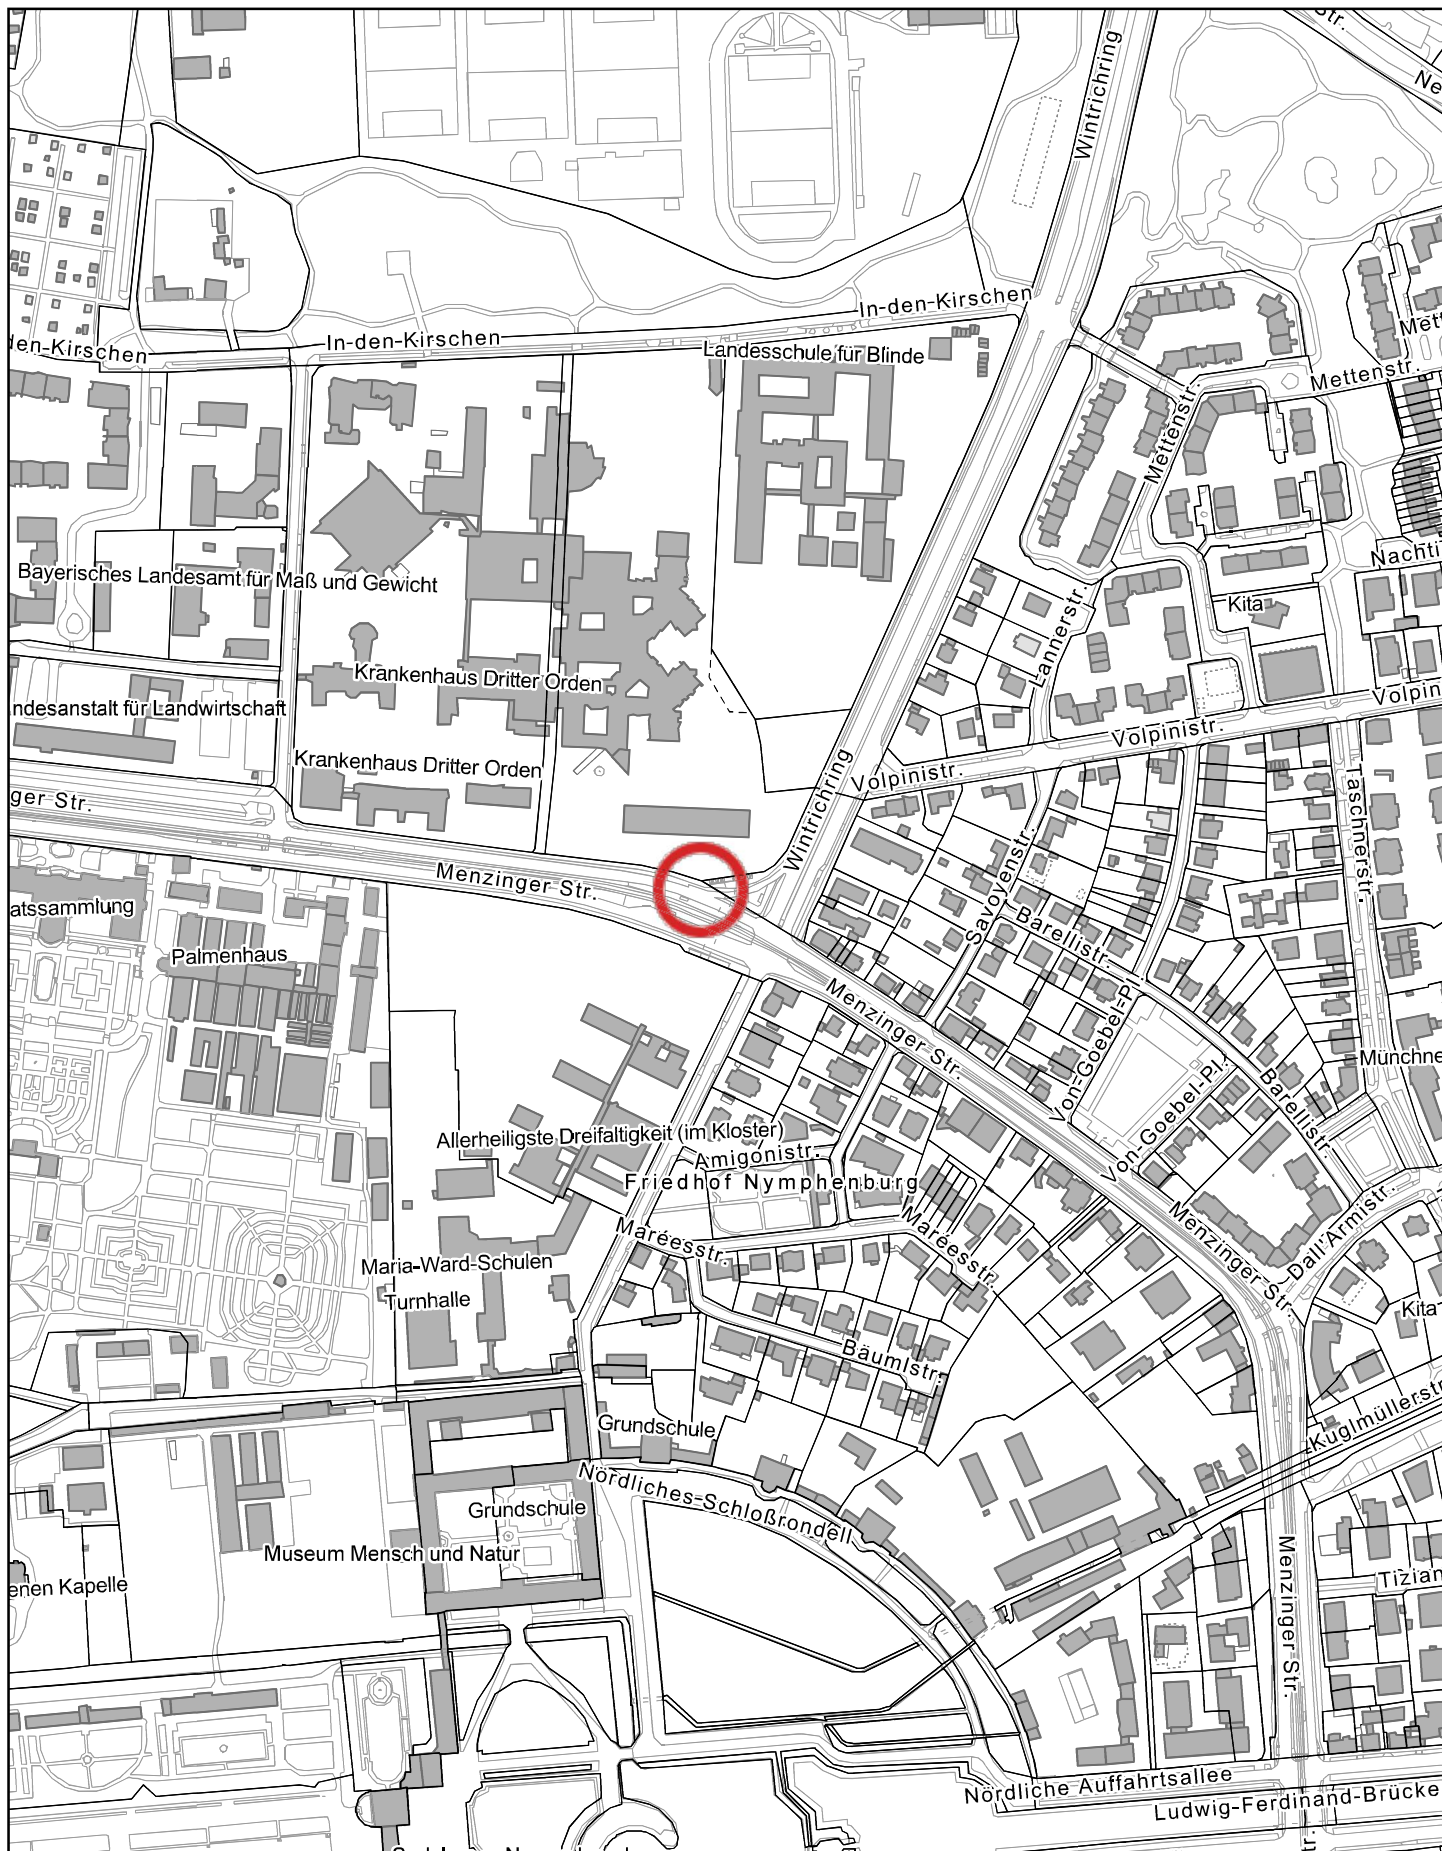 Str.
Ne
Wintrichring
In-den-Kirschen
In-den-Kirschen
den-Kirschen
Landesschule für Blinde
Mett
Mettenstr.
Mettenstr.
Nachti
Bayerisches Landesamt für Maß und Gewicht
Kita
Lannerstr.
Krankenhaus Dritter Orden
ndesanstalt für Landwirtschaft
Volpin
Volpinistr.
Krankenhaus Dritter Orden
Volpinistr.
Wintrichring
Taschnerstr.
ger Str.
Menzinger Str.
Savoyenstr.
atssammlung
Barellistr.
Palmenhaus
Menzinger Str.
Von-Goebel-Pl.
Münchne
Von-Goebel-Pl.
Barellistr.
Allerheiligste Dreifaltigkeit (im Kloster)
Amigonistr.
Friedhof Nymphenburg
Maréesstr.
Maréesstr.
Menzinger Str.
Dall'Armistr.
Maria-Ward-Schulen
Turnhalle
Kita
Bäumlstr.
Kuglmüllerstr
Grundschule
Nördliches-Schloßrondell
Grundschule
Museum Mensch und Natur
enen Kapelle
Menzinger Str.
Tizian
Nördliche Auffahrtsallee
Ludwig-Ferdinand-Brücke
tr.